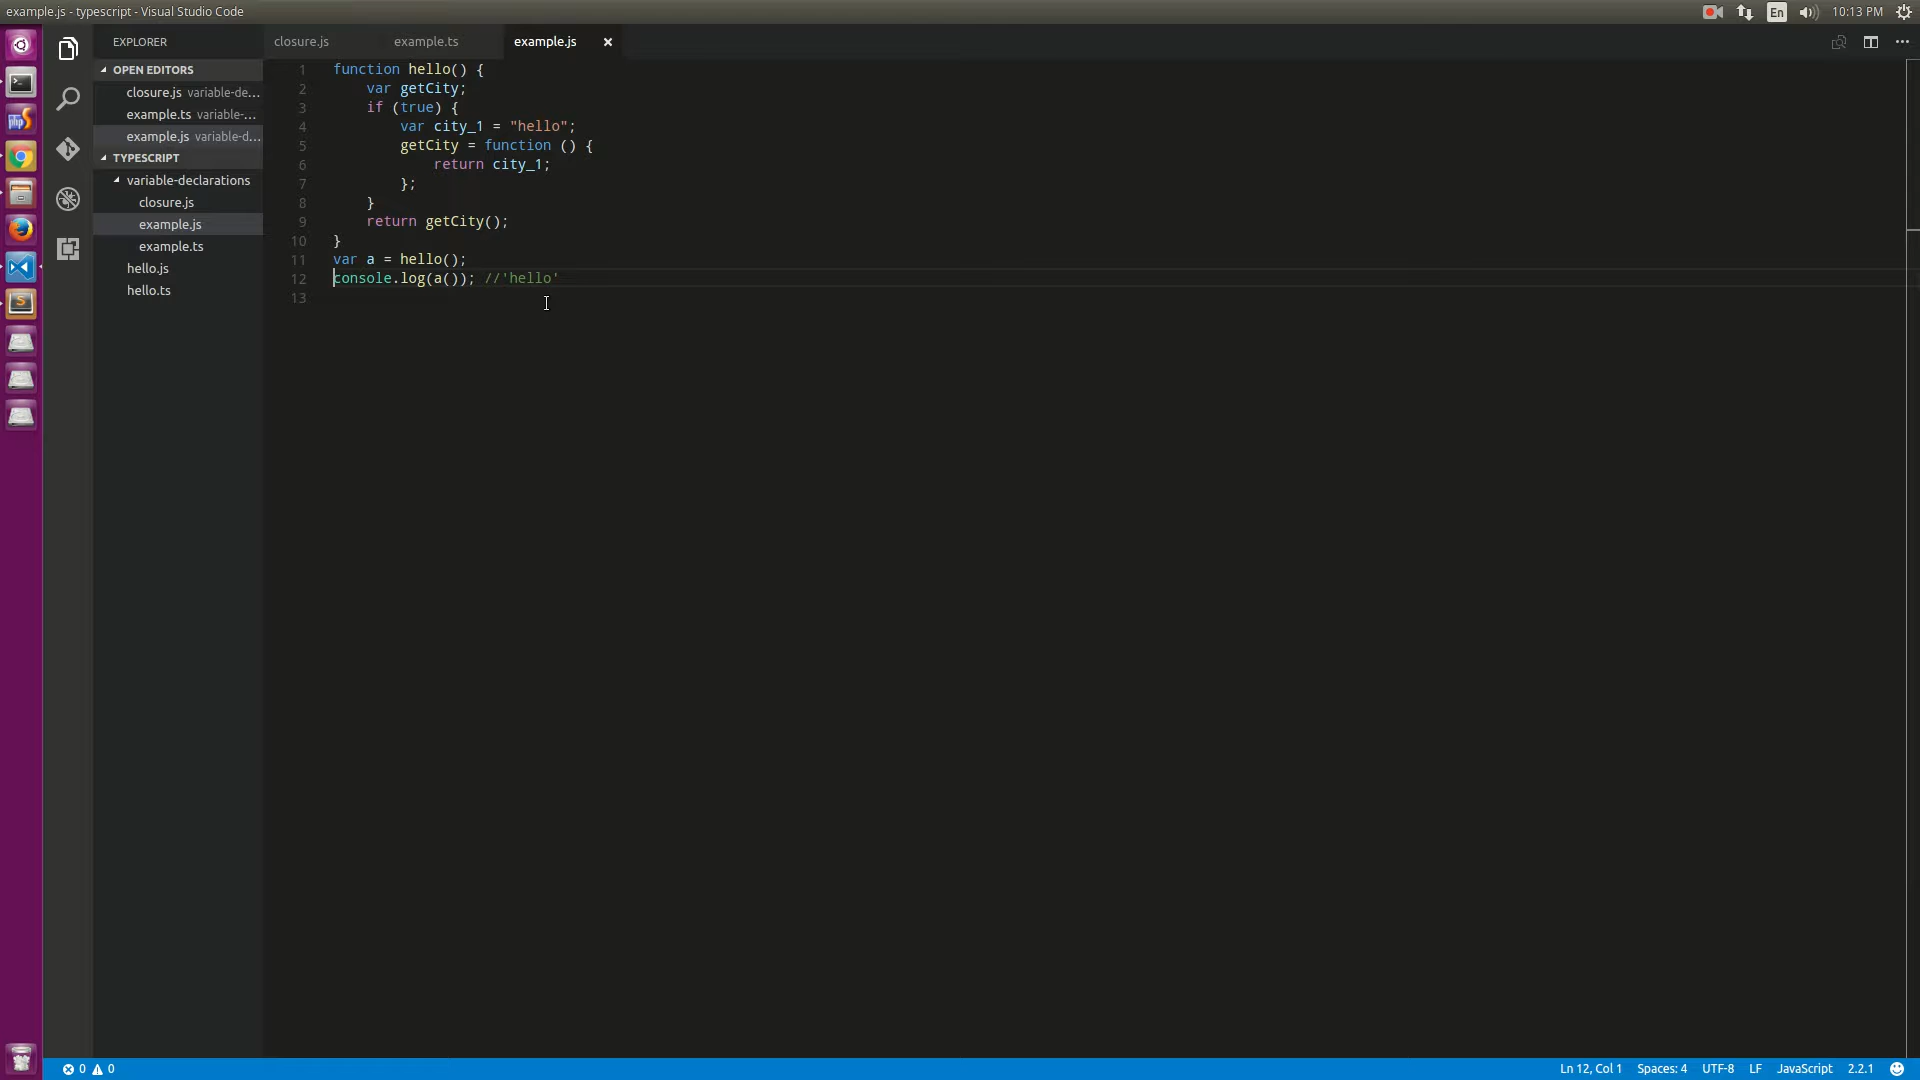 example.js - typescript - Visual Studio Code
En
10:13 PM
EXPLORER
OPEN EDITORS
closure.js variable-de...
example.ts variable-...
example.js variable-d...
TYPESCRIPT
variable-declarations
closure.js
example.js
example.ts
hello.js
hello.ts
closure.js example.ts example.js
1 function hello() {
2 var getCity;
3 if (true) {
4 var city_1 = "hello";
5 getCity = function () {
6 return city_1;
7 };
8 }
9 return getCity();
10 }
11 var a = hello();
12 console.log(a()); //'hello'
13
php
0 0
Ln 12, Col 1 Spaces: 4 UTF-8 LF JavaScript 2.2.1